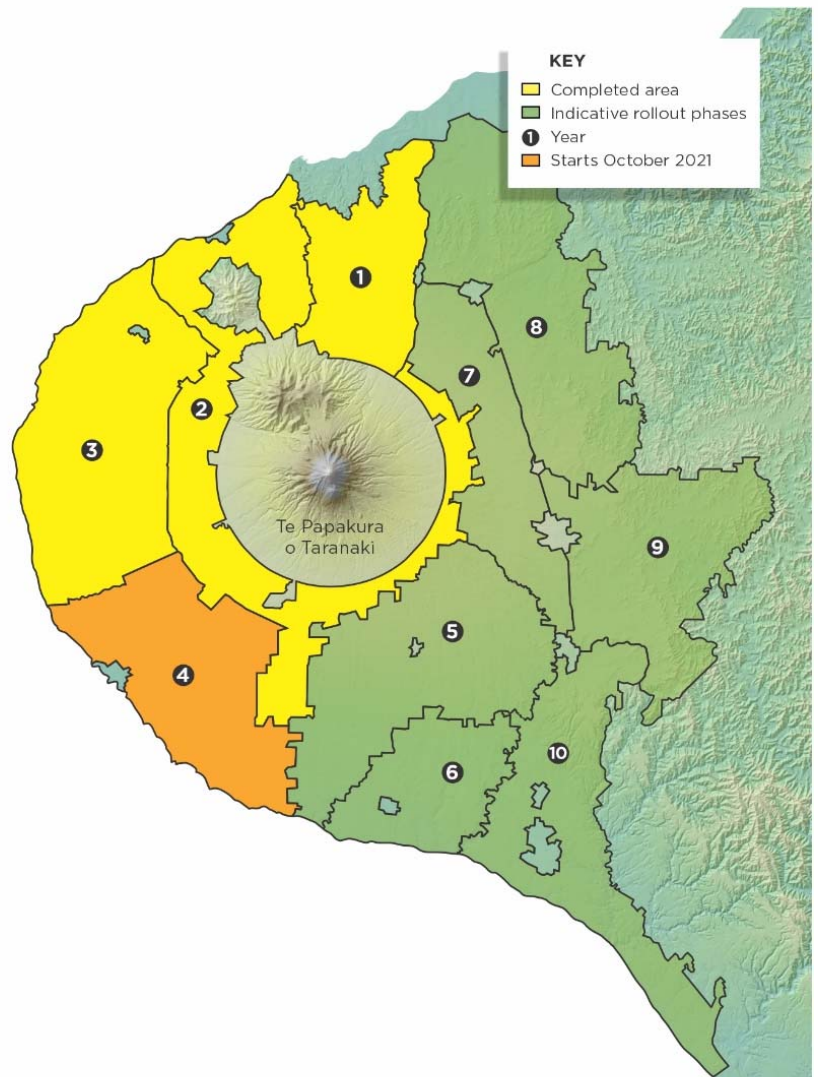 KEY
Completed area
Indicative rollout phases
1 Year
Starts October 2021
1
8
7
2
3
Te Papakura
o Taranaki
9
5
4
10
6